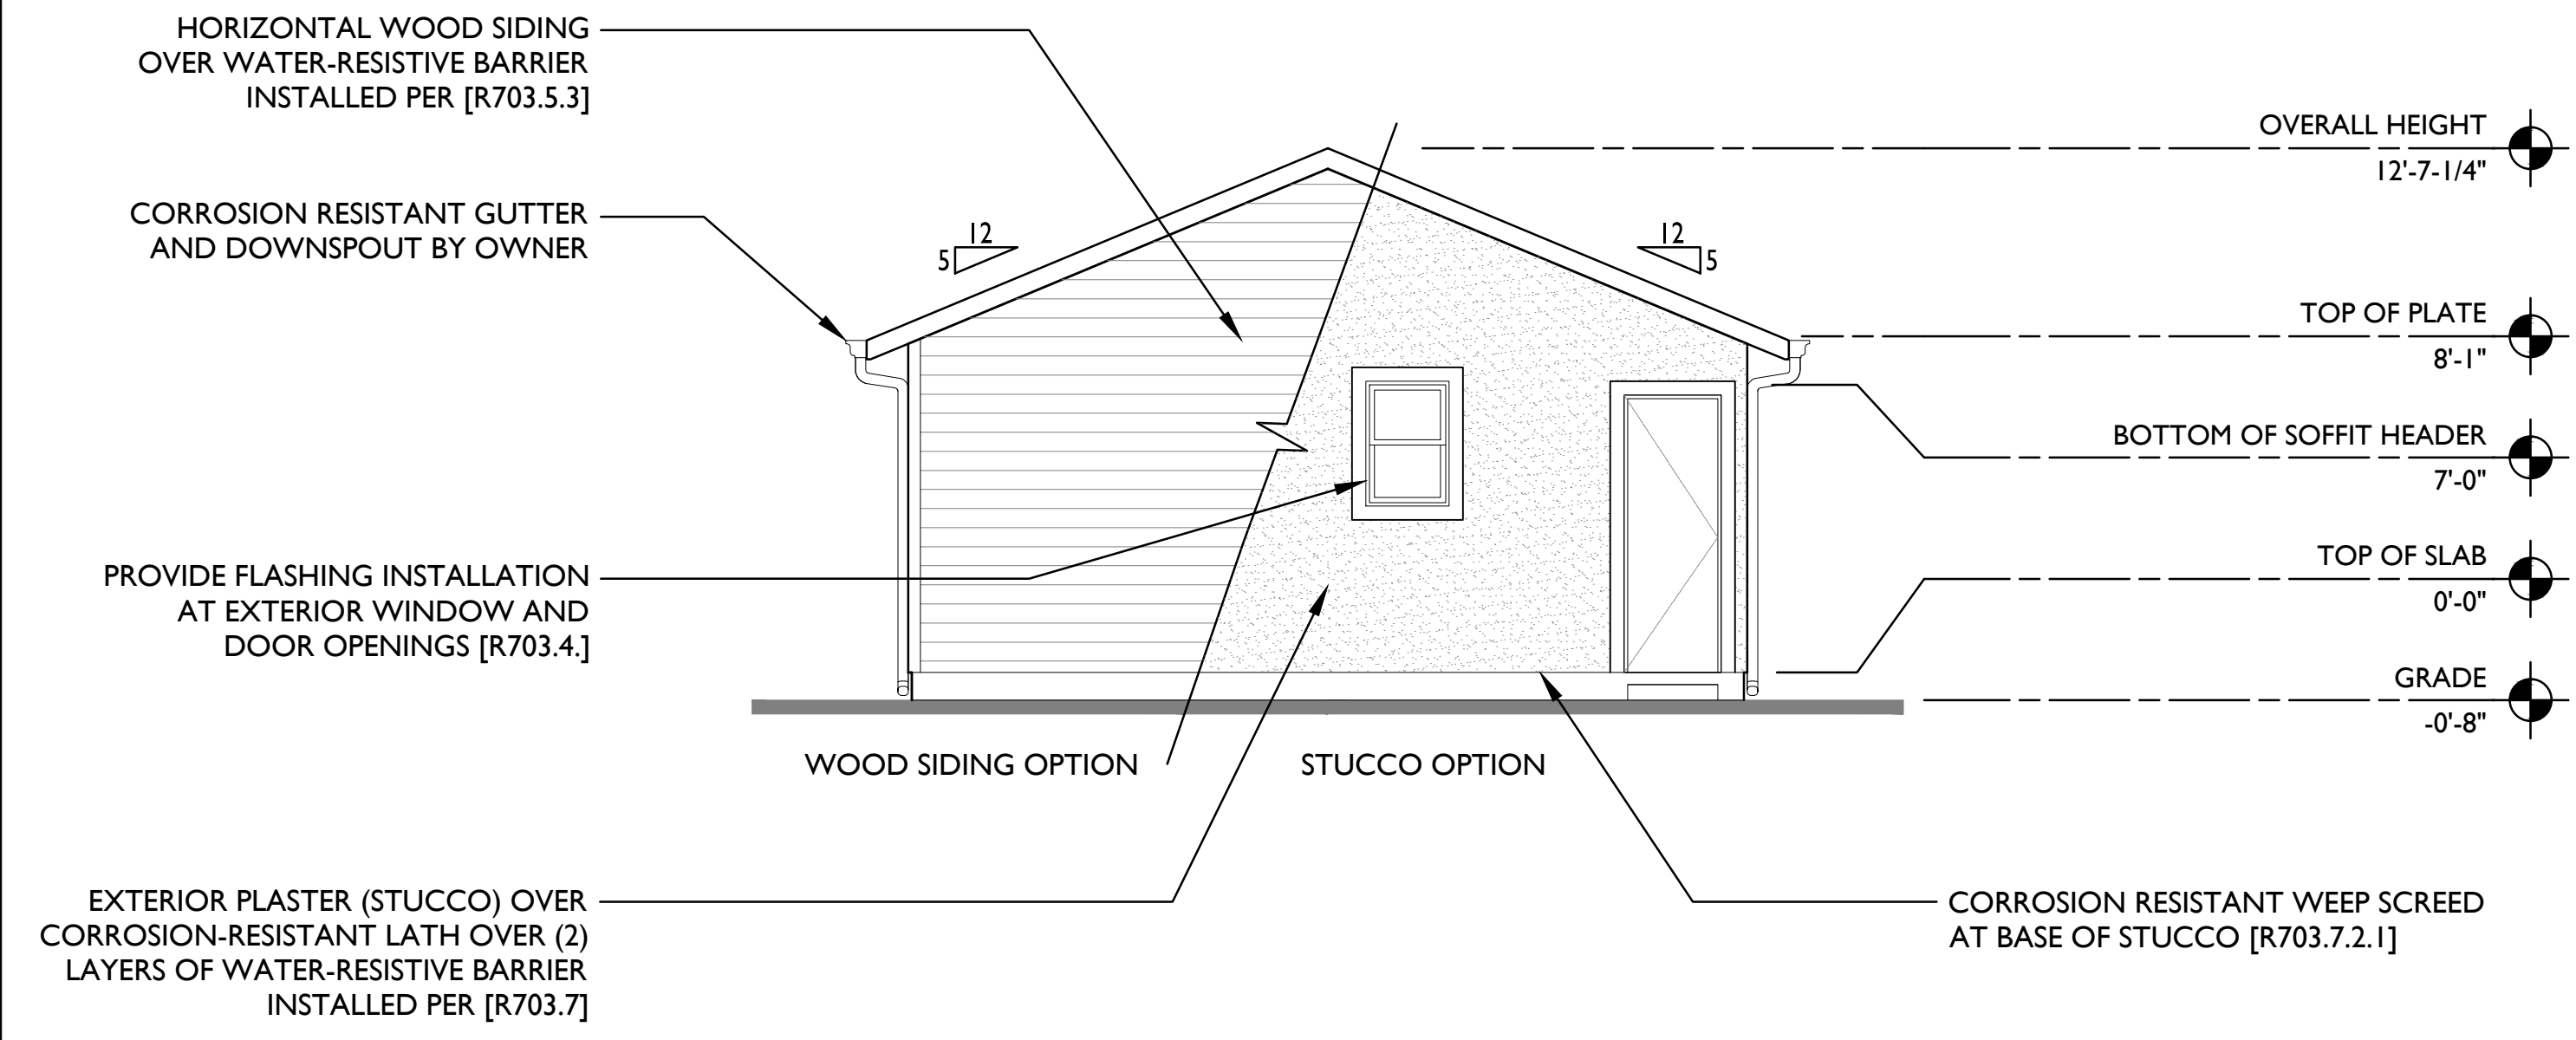 HORIZONTAL WOOD SIDING
OVER WATER-RESISTIVE BARRIER
INSTALLED PER [R703.5.3]
CORROSION RESISTANT GUTTER
AND DOWNSPOUT BY OWNER
12
5
12
5
OVERALL HEIGHT
12'-7-1/4"
TOP OF PLATE
8'-1"
BOTTOM OF SOFFIT HEADER
7'-0"
TOP OF SLAB
0'-0"
GRADE
-0'-8"
PROVIDE FLASHING INSTALLATION
AT EXTERIOR WINDOW AND
DOOR OPENINGS [R703.4.]
WOOD SIDING OPTION
STUCCO OPTION
EXTERIOR PLASTER (STUCCO) OVER
CORROSION-RESISTANT LATH OVER (2)
LAYERS OF WATER-RESISTIVE BARRIER
INSTALLED PER [R703.7]
CORROSION RESISTANT WEEP SCREED
AT BASE OF STUCCO [R703.7.2.1]